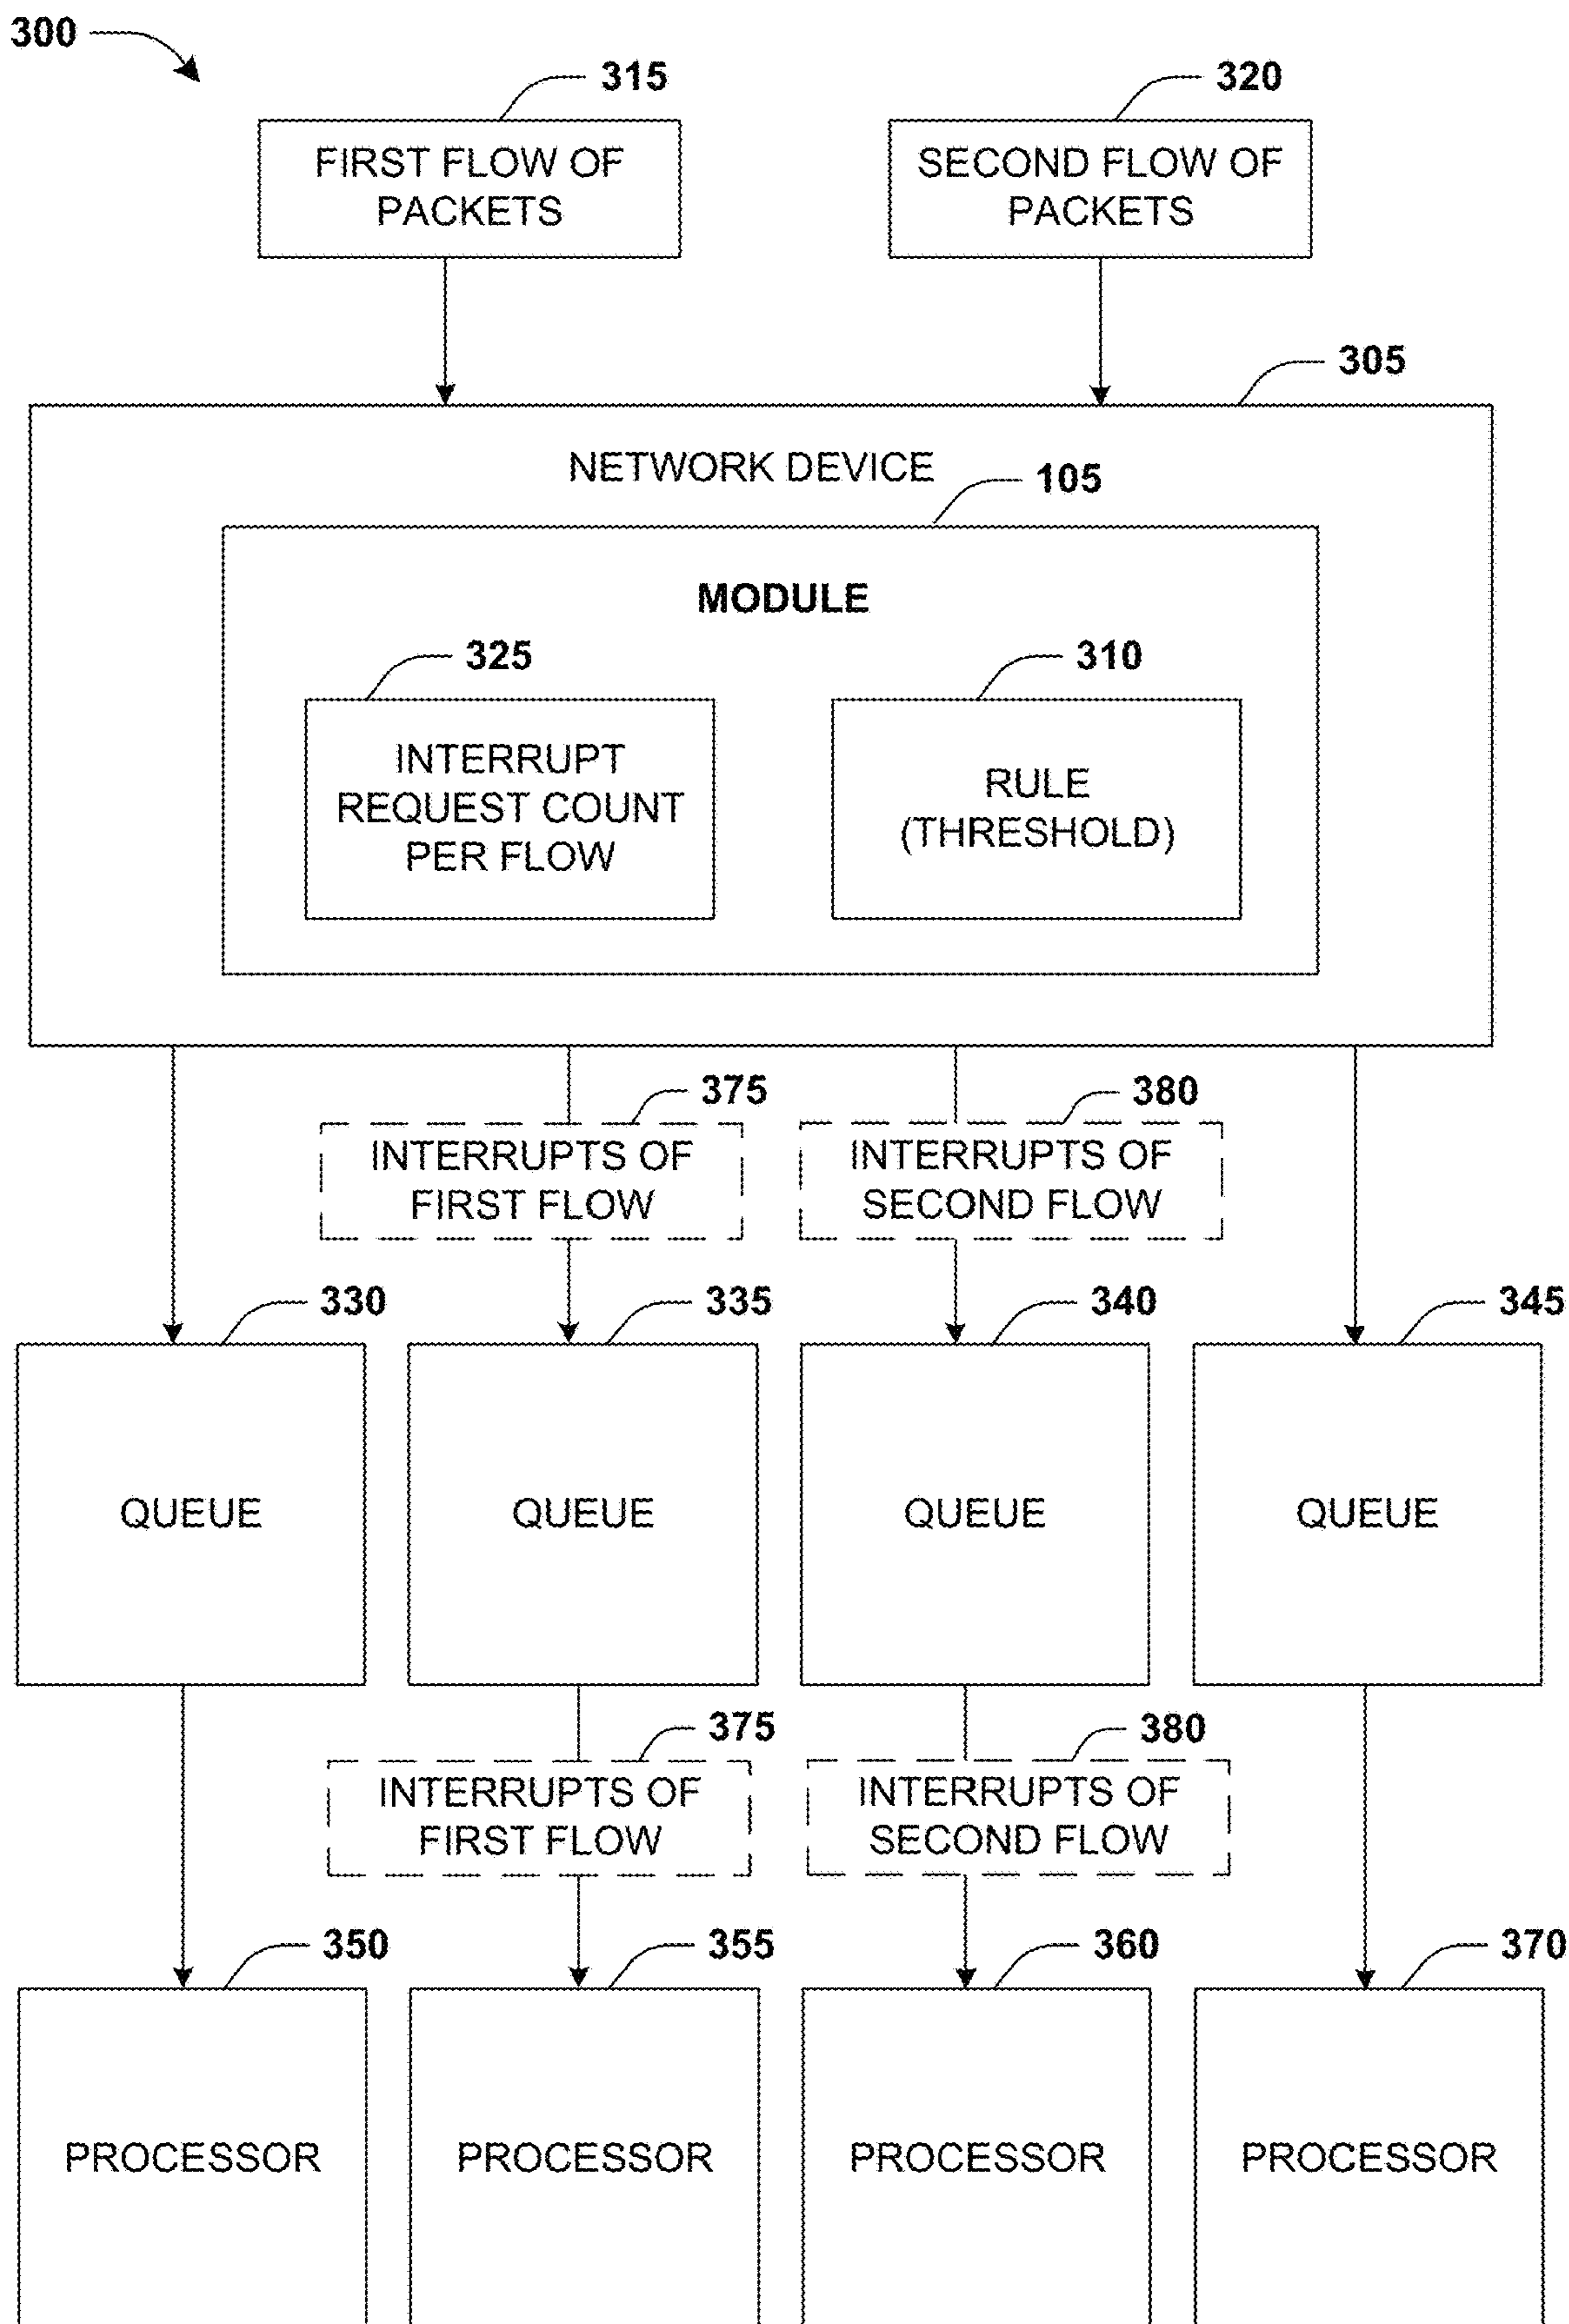 300
315
320
FIRST FLOW OF
PACKETS
SECOND FLOW OF
PACKETS
305
NETWORK DEVICE
105
MODULE
325
310
INTERRUPT
REQUEST COUNT
PER FLOW
RULE
(THRESHOLD)
375
380
INTERRUPTS OF
FIRST FLOW
INTERRUPTS OF
SECOND FLOW
330
335
340
345
QUEUE
QUEUE
QUEUE
QUEUE
375
380
INTERRUPTS OF
FIRST FLOW
INTERRUPTS OF
SECOND FLOW
350
355
360
370
PROCESSOR
PROCESSOR
PROCESSOR
PROCESSOR